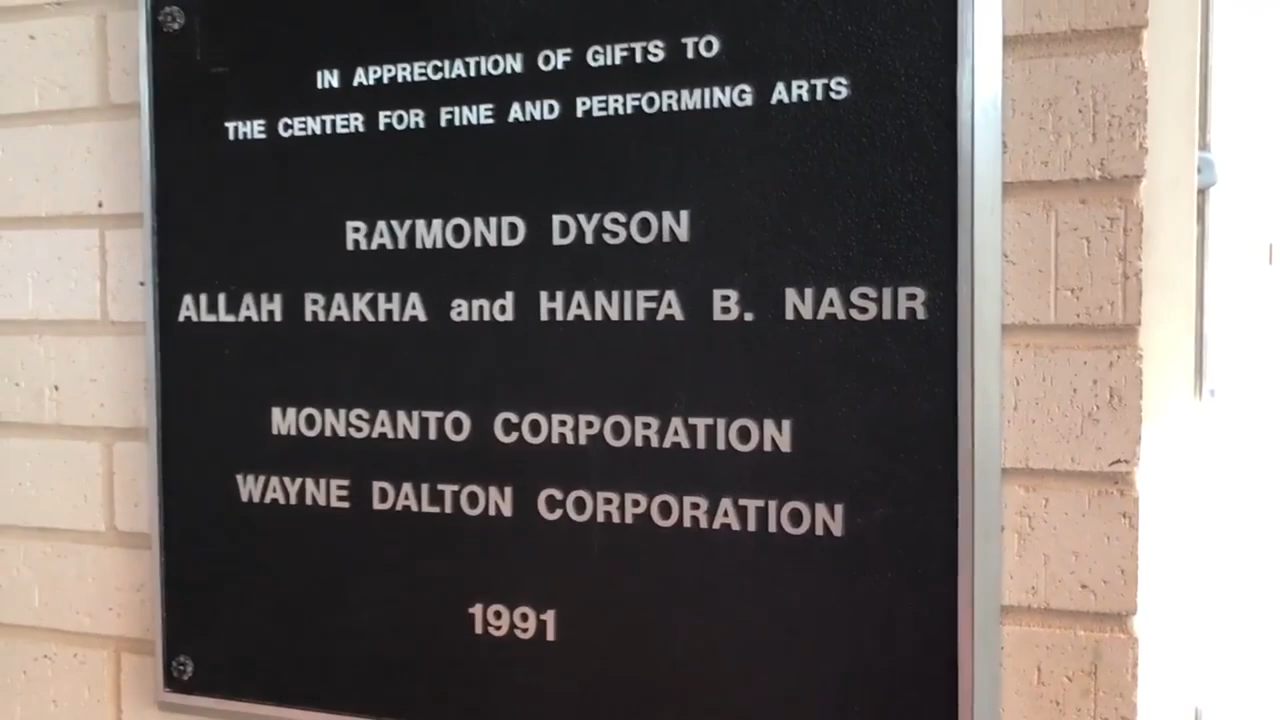 IN APPRECIATION OF GIFTS TO
THE CENTER FOR FINE AND PERFORMING ARTS
RAYMOND DYSON
ALLAH RAKHA and HANIFA B. NASIR
MONSANTO CORPORATION
WAYNE DALTON CORPORATION
1991